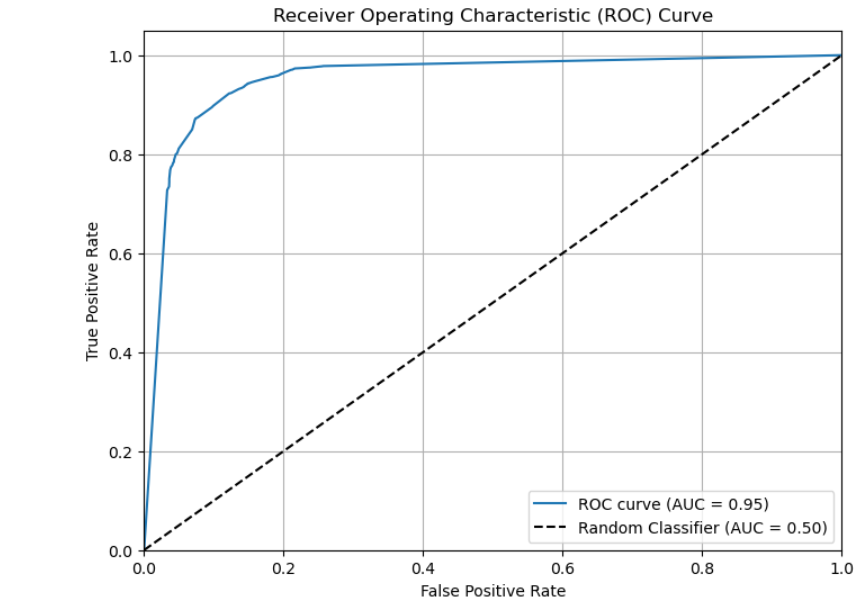 Receiver Operating Characteristic (ROC) Curve
1.0
0.8
0.6
0.4
0.2
0.0
True Positive Rate
ROC curve (AUC = 0.95)
Random Classifier (AUC = 0.50)
0.0 0.2 0.4 0.6 0.8 1.0
False Positive Rate